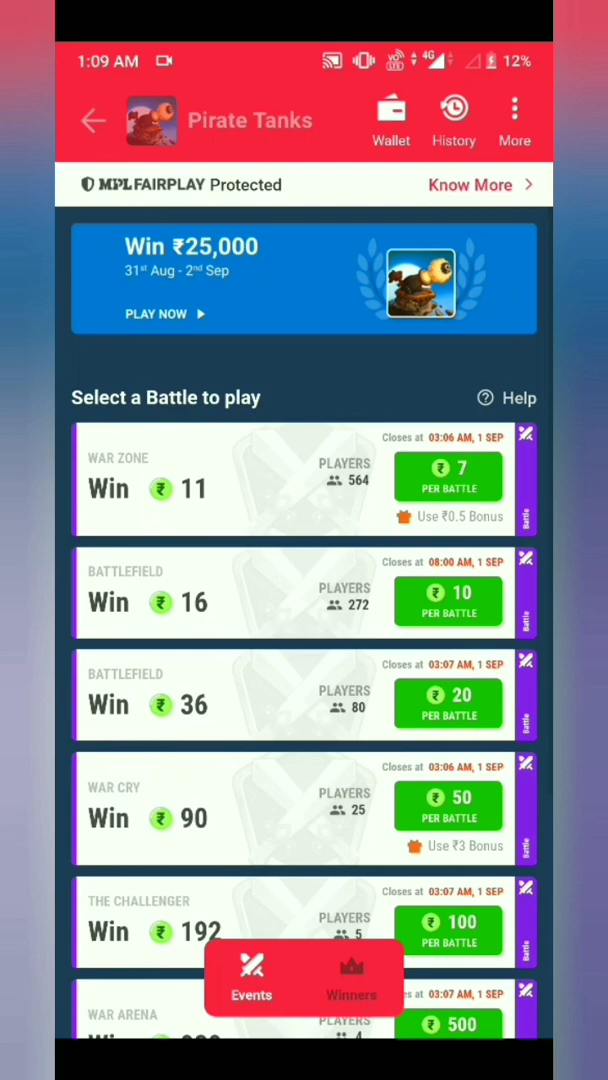 1:09 AM
VO
LTE
4G
12%
Pirate Tanks
Wallet
History
More
MPL FAIRPLAY Protected
Know More >
Win ₹25,000
31st Aug - 2nd Sep
PLAY NOW
Select a Battle to play
? Help
Closes at 03:06 AM, 1 SEP
WAR ZONE
Win ₹ 11
PLAYERS
564
₹ 7
PER BATTLE
Use ₹0.5 Bonus
Battle
Closes at 08:00 AM, 1 SEP
BATTLEFIELD
Win ₹ 16
PLAYERS
272
₹ 10
PER BATTLE
Battle
Closes at 03:07 AM, 1 SEP
BATTLEFIELD
Win ₹ 36
PLAYERS
80
₹ 20
PER BATTLE
Battle
Closes at 03:06 AM, 1 SEP
WAR CRY
Win ₹ 90
PLAYERS
25
₹ 50
PER BATTLE
Use ₹3 Bonus
Battle
Closes at 03:07 AM, 1 SEP
THE CHALLENGER
Win ₹ 192
PLAYERS
5
₹ 100
PER BATTLE
Battle
Events
Winners
at 03:07 AM, 1 SEP
WAR ARENA
PLAYERS
4
₹ 500